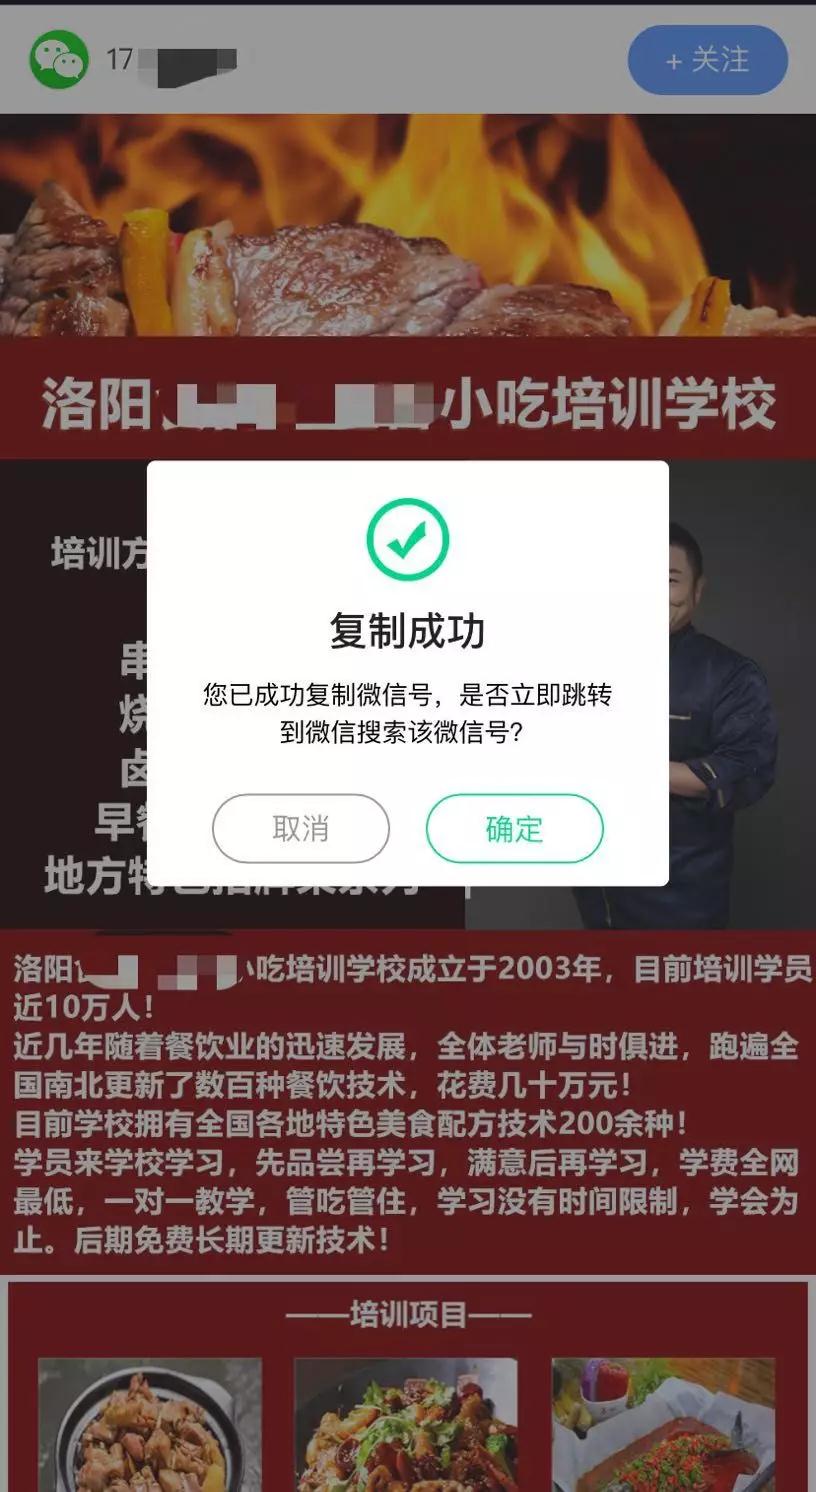 17
+ 关注
洛阳 小吃培训学校
培训方
复制成功
您已成功复制微信号，是否立即跳转
到微信搜索该微信号？
取消
确定
串
烧
卤
早餐
地方特色招牌菜系列
洛阳 小吃培训学校成立于2003年，目前培训学员
近10万人！
近几年随着餐饮业的迅速发展，全体老师与时俱进，跑遍全
国南北更新了数百种餐饮技术，花费几十万元！
目前学校拥有全国各地特色美食配方技术200余种！
学员来学校学习，先品尝再学习，满意后再学习，学费全网
最低，一对一教学，管吃管住，学习没有时间限制，学会为
止。后期免费长期更新技术！
——培训项目——